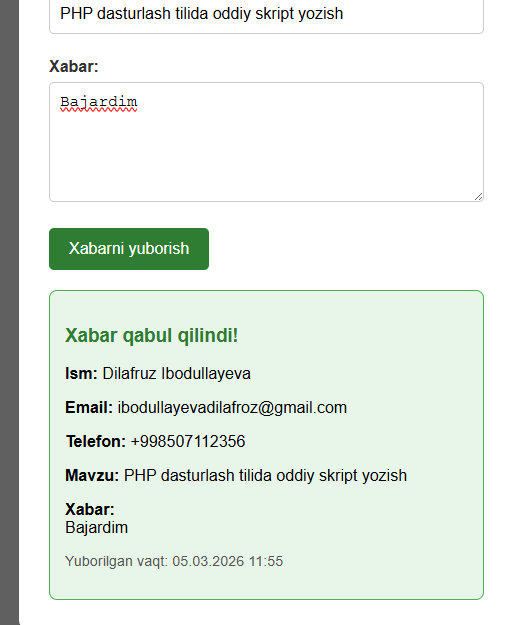 PHP dasturlash tilida oddiy skript yozish
Xabar:
Bajardim
Xabarni yuborish
Xabar qabul qilindi!
Ism: Dilafruz Ibodullayeva
Email: ibodullayevadilafroz@gmail.com
Telefon: +998507112356
Mavzu: PHP dasturlash tilida oddiy skript yozish
Xabar:
Bajardim
Yuborilgan vaqt: 05.03.2026 11:55